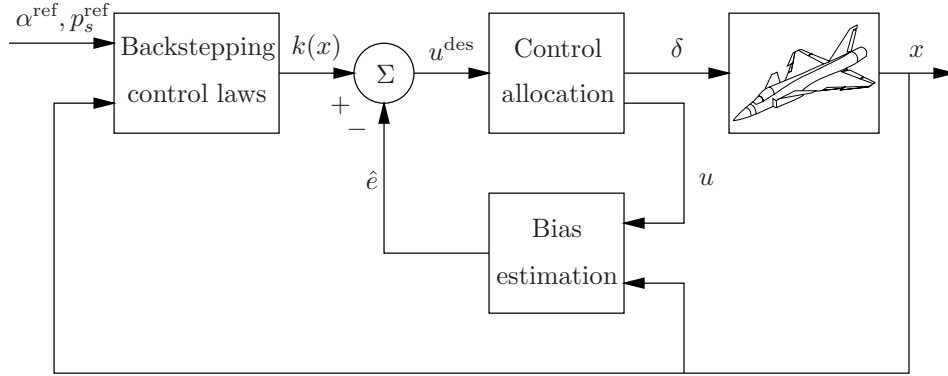 α^ref, p_s^ref
Backstepping
control laws
k(x)
Σ
+
−
u^des
Control
allocation
δ
x
ê
u
Bias
estimation